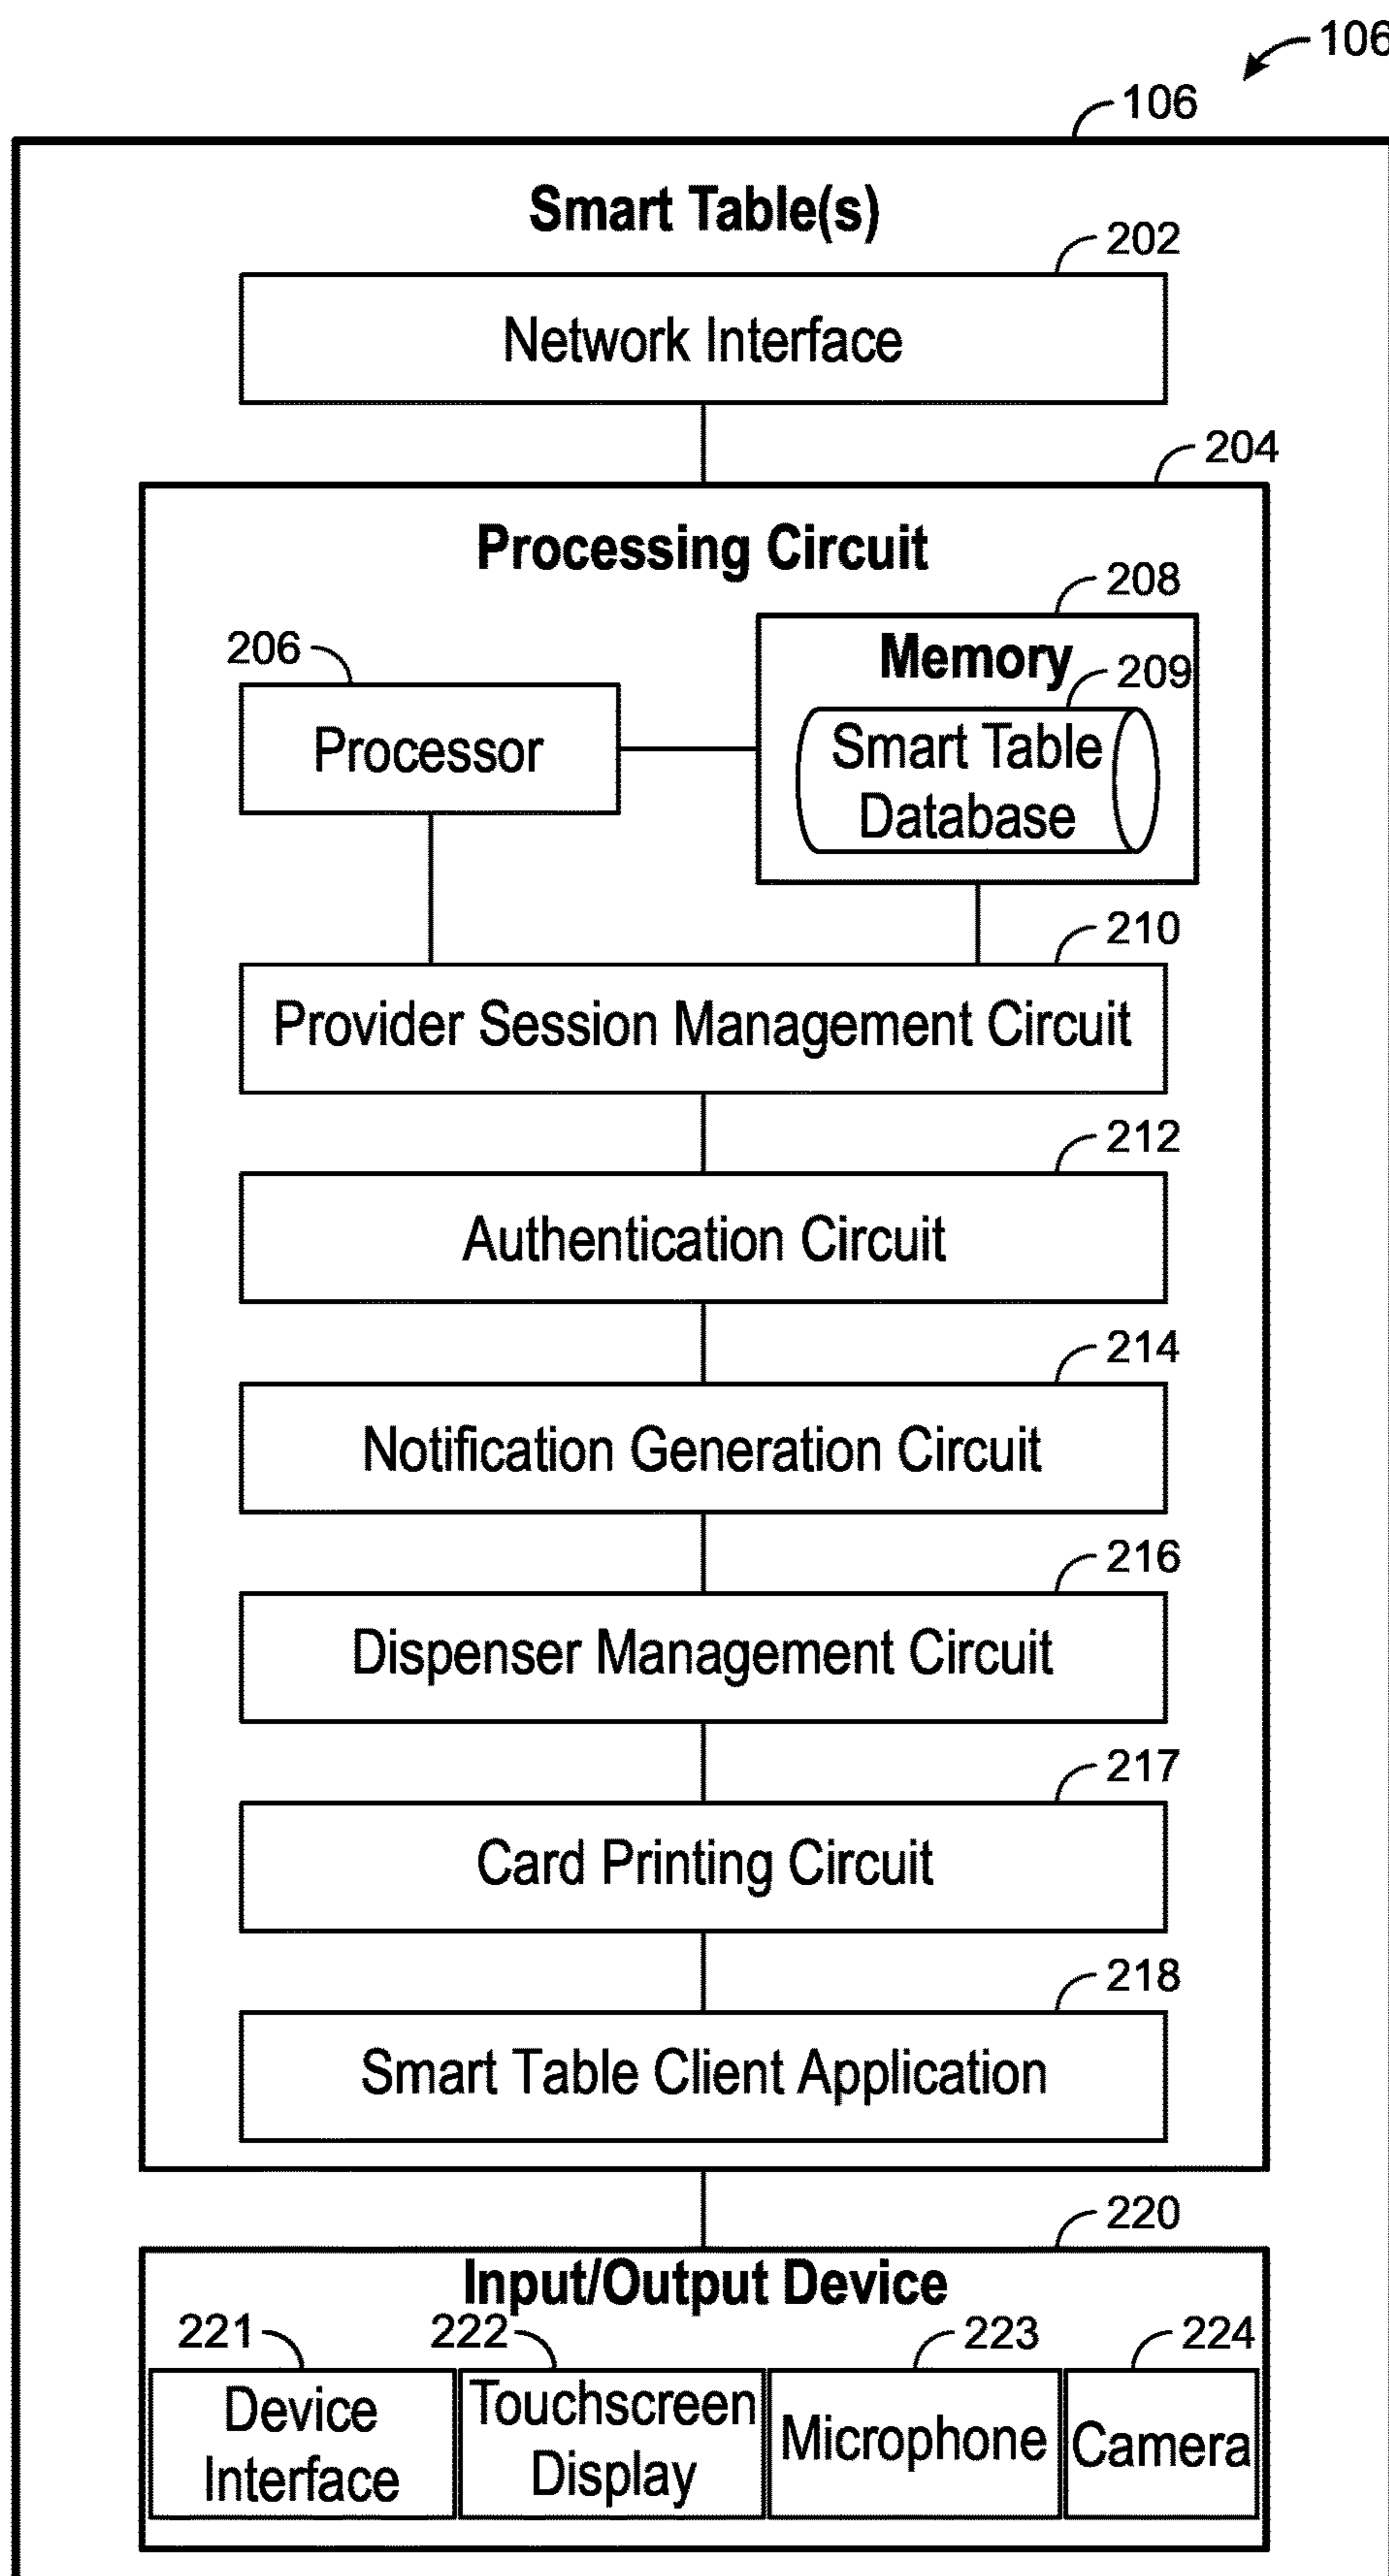 106
106
Smart Table(s)
202
Network Interface
204
Processing Circuit
208
206
Memory
209
Processor
Smart Table
Database
210
Provider Session Management Circuit
212
Authentication Circuit
214
Notification Generation Circuit
216
Dispenser Management Circuit
217
Card Printing Circuit
218
Smart Table Client Application
220
Input/Output Device
221
222
223
224
Device
Interface
Touchscreen
Display
Microphone
Camera